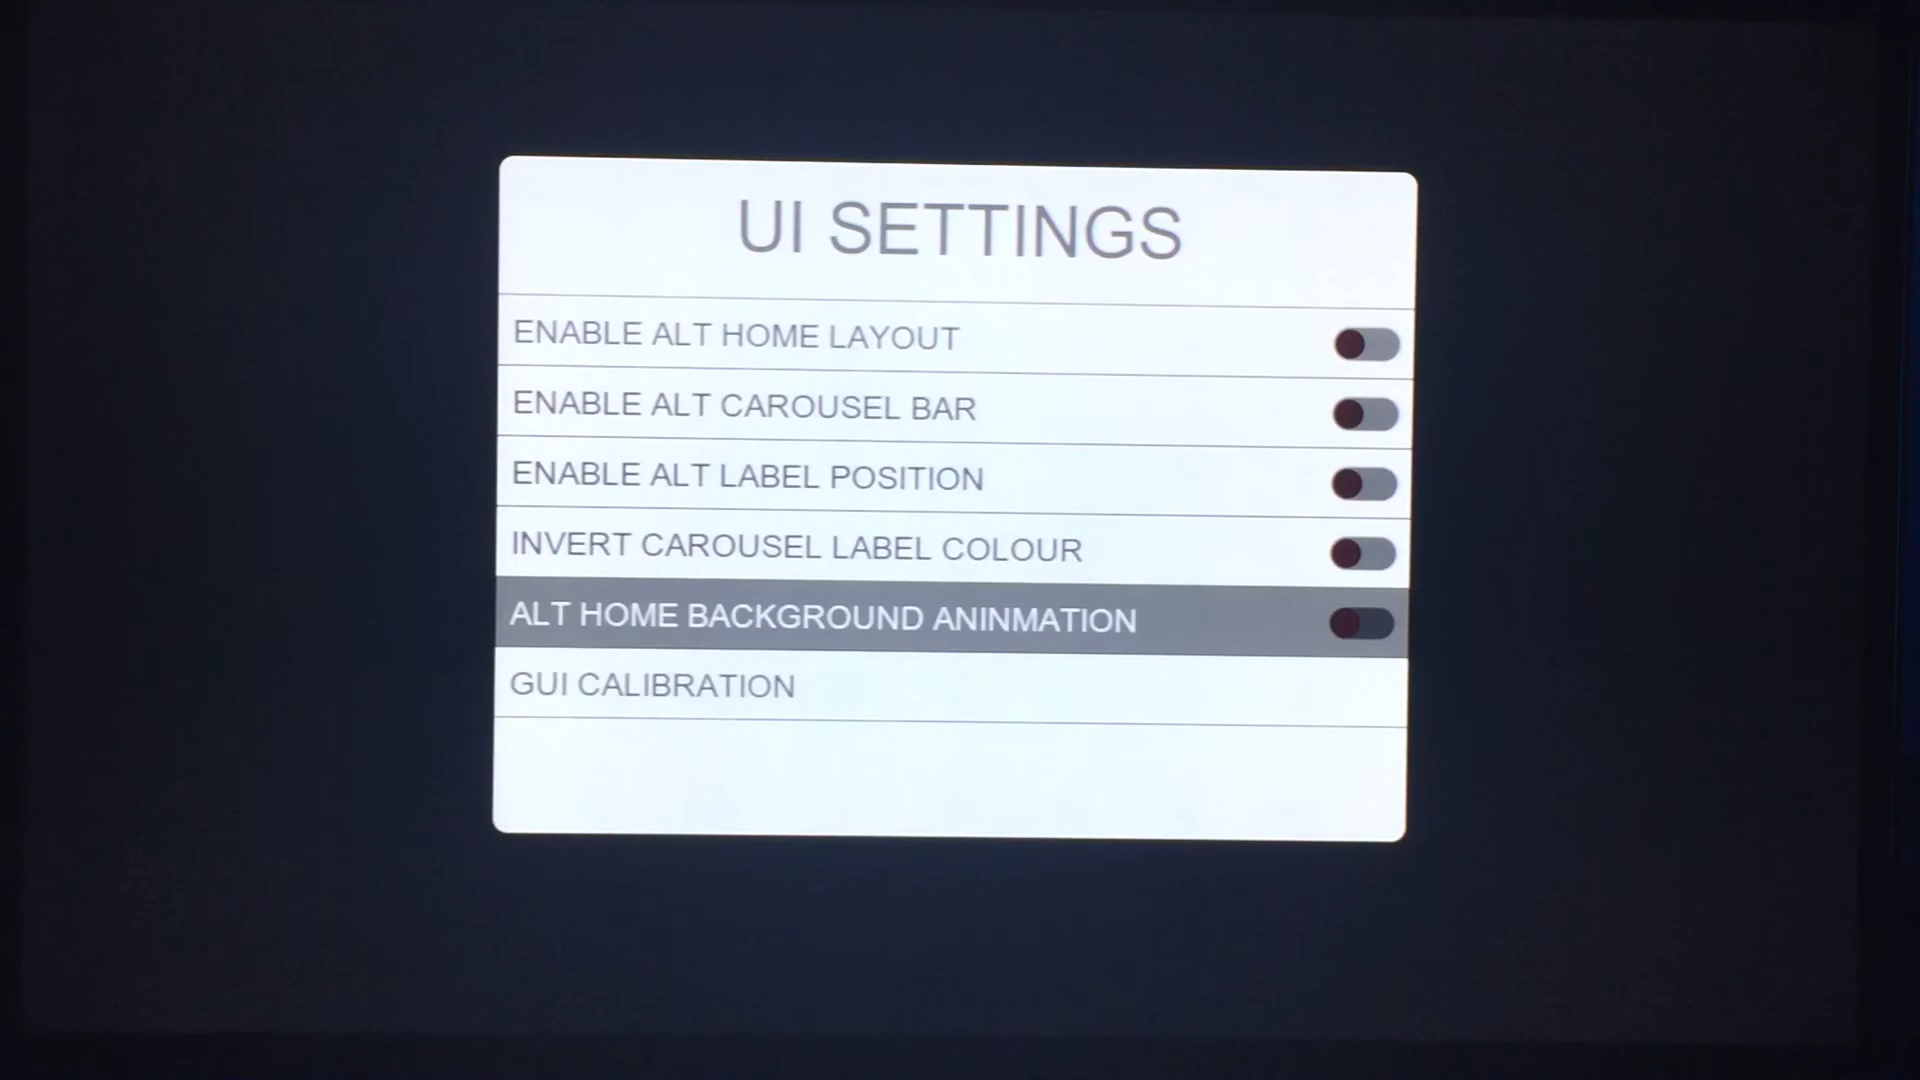 UI SETTINGS
ENABLE ALT HOME LAYOUT
ENABLE ALT CAROUSEL BAR
ENABLE ALT LABEL POSITION
INVERT CAROUSEL LABEL COLOUR
ALT HOME BACKGROUND ANINMATION
GUI CALIBRATION